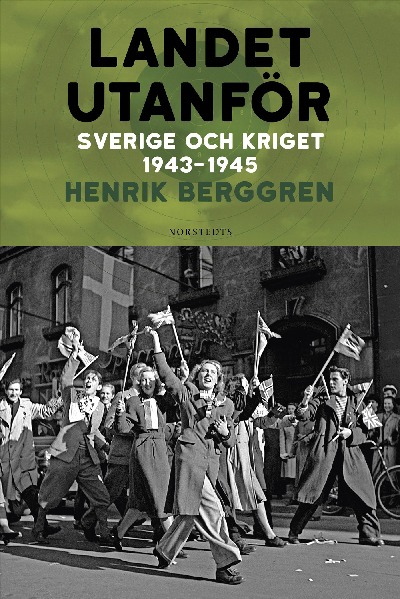 LANDET
UTANFÖR
SVERIGE OCH KRIGET
1943–1945
HENRIK BERGGREN
NORSTEDTS